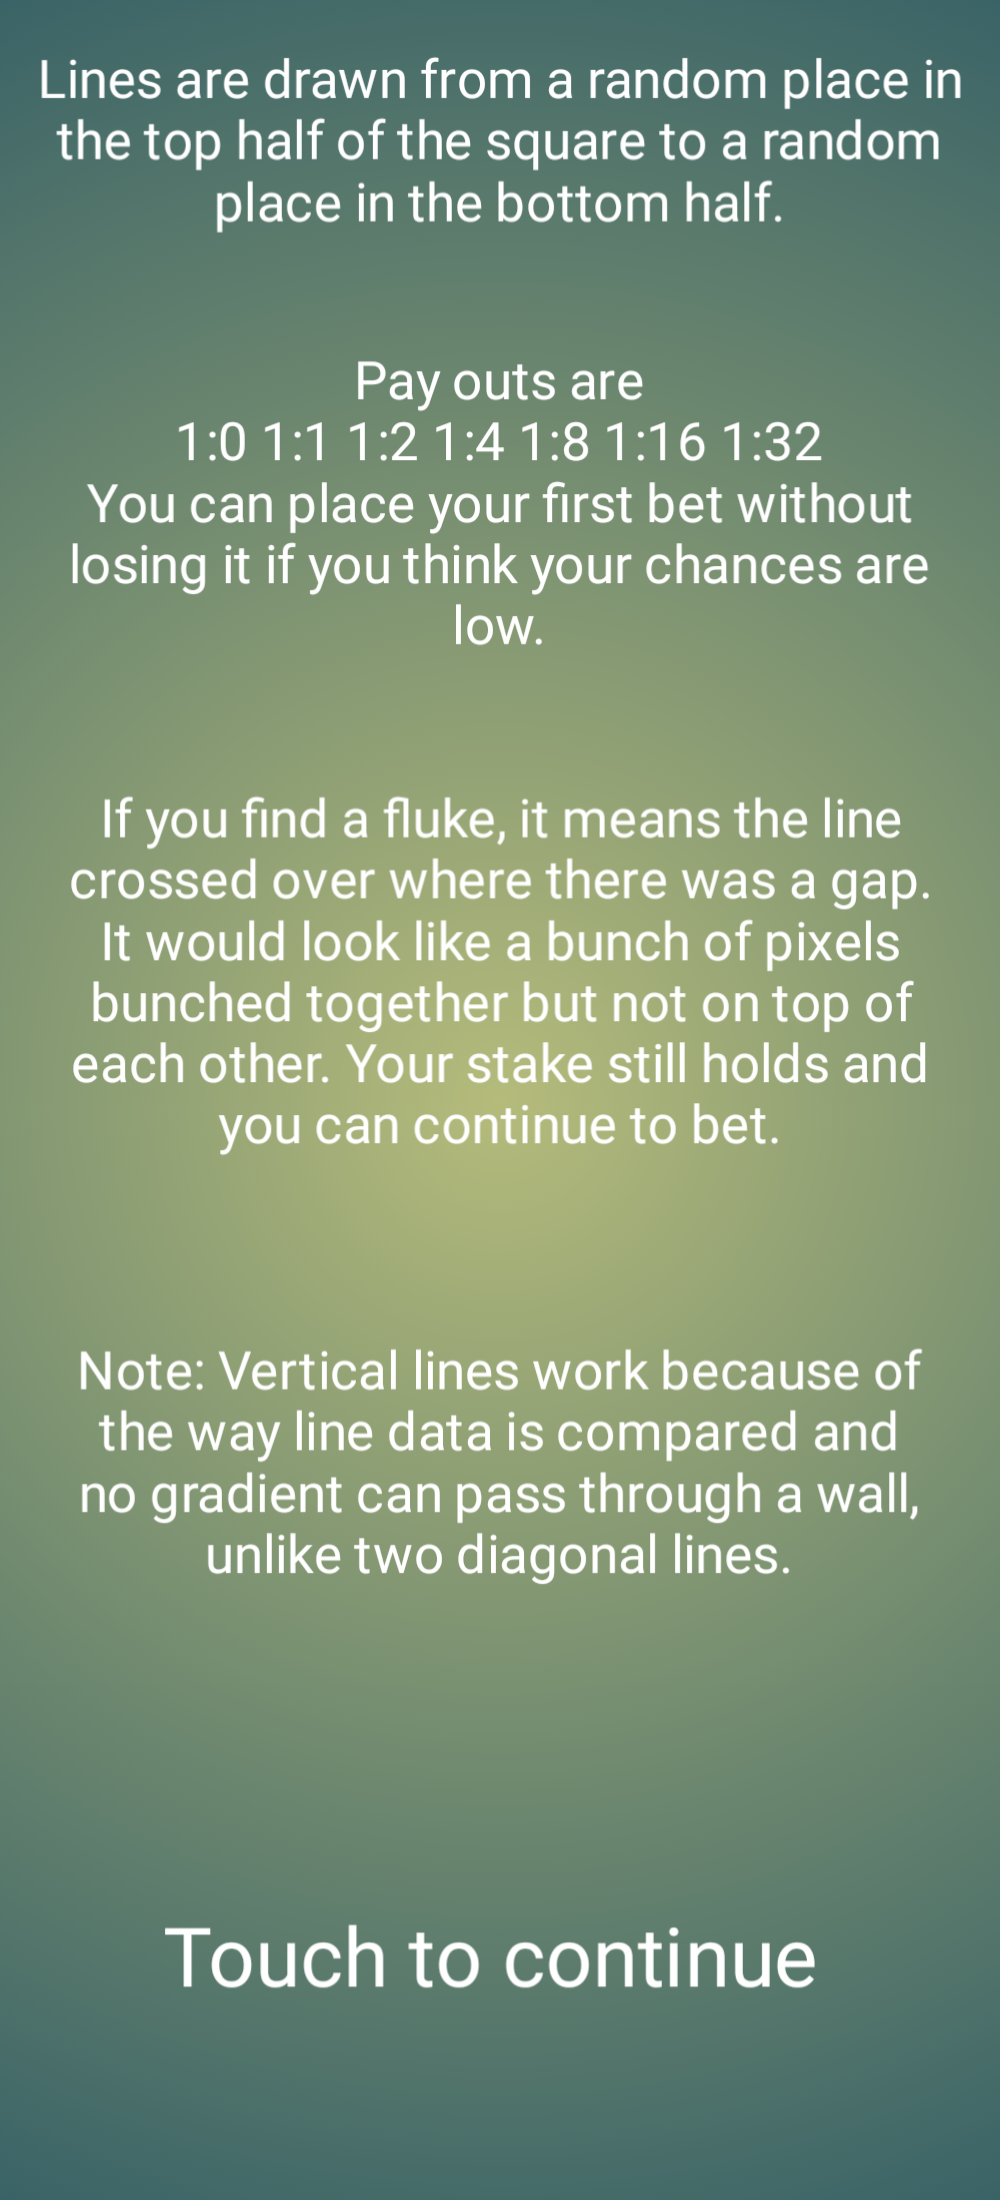 Lines are drawn from a random place in
the top half of the square to a random
place in the bottom half.
Pay outs are
1:0 1:1 1:2 1:4 1:8 1:16 1:32
You can place your first bet without
losing it if you think your chances are
low.
If you find a fluke, it means the line
crossed over where there was a gap.
It would look like a bunch of pixels
bunched together but not on top of
each other. Your stake still holds and
you can continue to bet.
Note: Vertical lines work because of
the way line data is compared and
no gradient can pass through a wall,
unlike two diagonal lines.
Touch to continue